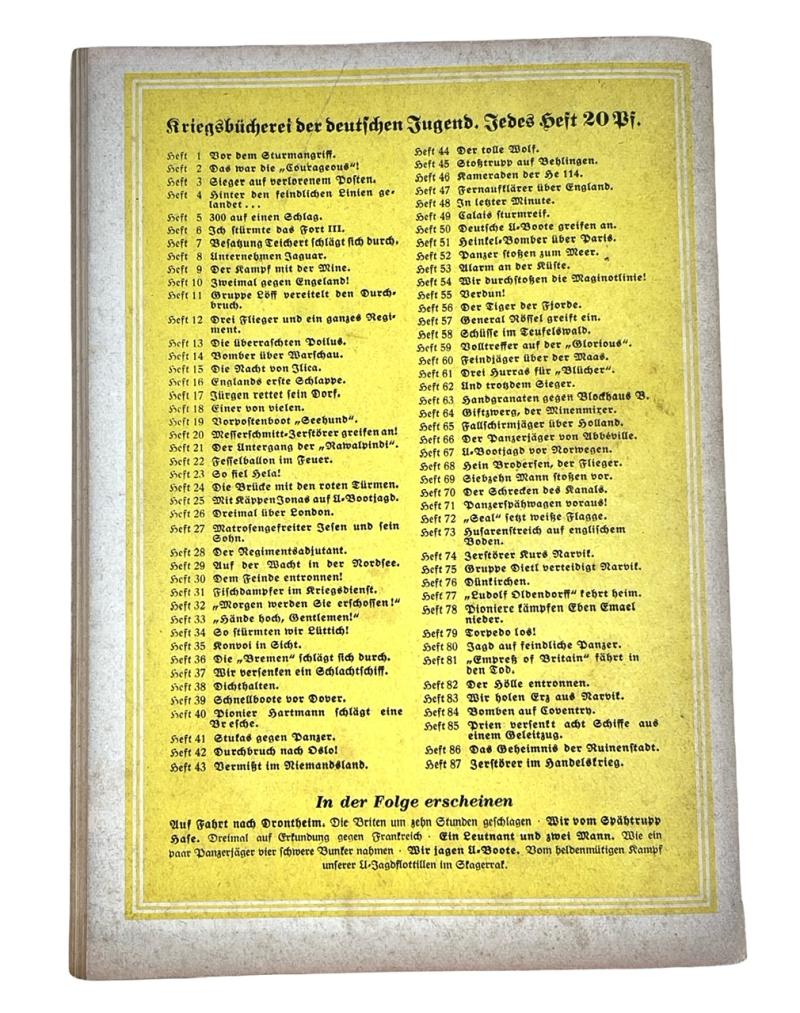 Kriegsbücherei der deutschen Jugend. Jedes Heft 20 Pf.
Heft 1 Vor dem Sturmangriff.
Heft 2 Das war die „Courageous“!
Heft 3 Sieger auf verlorenem Posten.
Heft 4 Hinter den feindlichen Linien ge-
landet ...
Heft 5 300 auf einen Schlag.
Heft 6 Ich stürmte das Fort III.
Heft 7 Besatzung Teichert schlägt sich durch.
Heft 8 Unternehmen Jaguar.
Heft 9 Der Kampf mit der Mine.
Heft 10 Zweimal gegen Engeland!
Heft 11 Gruppe Löff vereitelt den Durch-
bruch.
Heft 12 Drei Flieger und ein ganzes Regi-
ment.
Heft 13 Die überraschten Poilus.
Heft 14 Bomber über Warschau.
Heft 15 Die Nacht von Ilica.
Heft 16 Englands erste Schlappe.
Heft 17 Jürgen rettet sein Dorf.
Heft 18 Einer von vielen.
Heft 19 Vorpostenboot „Seehund“.
Heft 20 Messerschmitt-Zerstörer greifen an!
Heft 21 Der Untergang der „Rawalpindi“.
Heft 22 Fesselballon im Feuer.
Heft 23 So fiel Hela!
Heft 24 Die Brücke mit den roten Türmen.
Heft 25 Mit Käppen Jonas auf U-Bootjagd.
Heft 26 Dreimal über London.
Heft 27 Matrosengefreiter Jesen und sein
Sohn.
Heft 28 Der Regimentsadjutant.
Heft 29 Auf der Wacht in der Nordsee.
Heft 30 Dem Feinde entronnen!
Heft 31 Fischdampfer im Kriegsdienst.
Heft 32 „Morgen werden Sie erschossen!“
Heft 33 „Hände hoch, Gentlemen!“
Heft 34 So stürmten wir Lüttich!
Heft 35 Konvoi in Sicht.
Heft 36 Die „Bremen“ schlägt sich durch.
Heft 37 Wir versenken ein Schlachtschiff.
Heft 38 Dichthalten.
Heft 39 Schnellboote vor Dover.
Heft 40 Pionier Hartmann schlägt eine
Bresche.
Heft 41 Stukas gegen Panzer.
Heft 42 Durchbruch nach Oslo!
Heft 43 Vermißt im Niemandsland.
Heft 44 Der tolle Wolf.
Heft 45 Stoßtrupp auf Behlingen.
Heft 46 Kameraden der He 114.
Heft 47 Fernaufklärer über England.
Heft 48 In letzter Minute.
Heft 49 Calais sturmreif.
Heft 50 Deutsche U-Boote greifen an.
Heft 51 Heinkel-Bomber über Paris.
Heft 52 Panzer stoßen zum Meer.
Heft 53 Alarm an der Küste.
Heft 54 Wir durchstoßen die Maginotlinie!
Heft 55 Verdun!
Heft 56 Der Tiger der Fjorde.
Heft 57 General Nössel greift ein.
Heft 58 Schüsse im Teufelswald.
Heft 59 Volltreffer auf der „Glorious“.
Heft 60 Feindjäger über der Maas.
Heft 61 Drei Hurras für „Blücher“.
Heft 62 Und trotzdem Sieger.
Heft 63 Handgranaten gegen Blockhaus B.
Heft 64 Giftzwerg, der Minenmixer.
Heft 65 Fallschirmjäger über Holland.
Heft 66 Der Panzerjäger von Abbéville.
Heft 67 U-Bootjagd vor Norwegen.
Heft 68 Hein Brodersen, der Flieger.
Heft 69 Siebzehn Mann stoßen vor.
Heft 70 Der Schrecken des Kanals.
Heft 71 Panzerspähwagen voraus!
Heft 72 „Seal“ setzt weiße Flagge.
Heft 73 Husarenstreich auf englischem
Boden.
Heft 74 Zerstörer Kurs Narvik.
Heft 75 Gruppe Dietl verteidigt Narvik.
Heft 76 Dünkirchen.
Heft 77 „Ludolf Oldendorff“ kehrt heim.
Heft 78 Pioniere kämpfen Eben Emael
nieder.
Heft 79 Torpedo los!
Heft 80 Jagd auf feindliche Panzer.
Heft 81 „Empreß of Britain“ fährt in
den Tod.
Heft 82 Der Hölle entronnen.
Heft 83 Wir holen Erz aus Narvik.
Heft 84 Bomben auf Coventry.
Heft 85 Prien versenkt acht Schiffe aus
einem Geleitzug.
Heft 86 Das Geheimnis der Ruinenstadt.
Heft 87 Zerstörer im Handelskrieg.
In der Folge erscheinen
Auf Fahrt nach Drontheim. Die Briten um zehn Stunden geschlagen · Wir vom Spähtrupp
Hase. Dreimal auf Erkundung gegen Frankreich · Ein Leutnant und zwei Mann. Wie ein
paar Panzerjäger vier schwere Bunker nahmen · Wir jagen U-Boote. Vom heldenmütigen Kampf
unserer U-Jagdflottillen im Skagerrak.